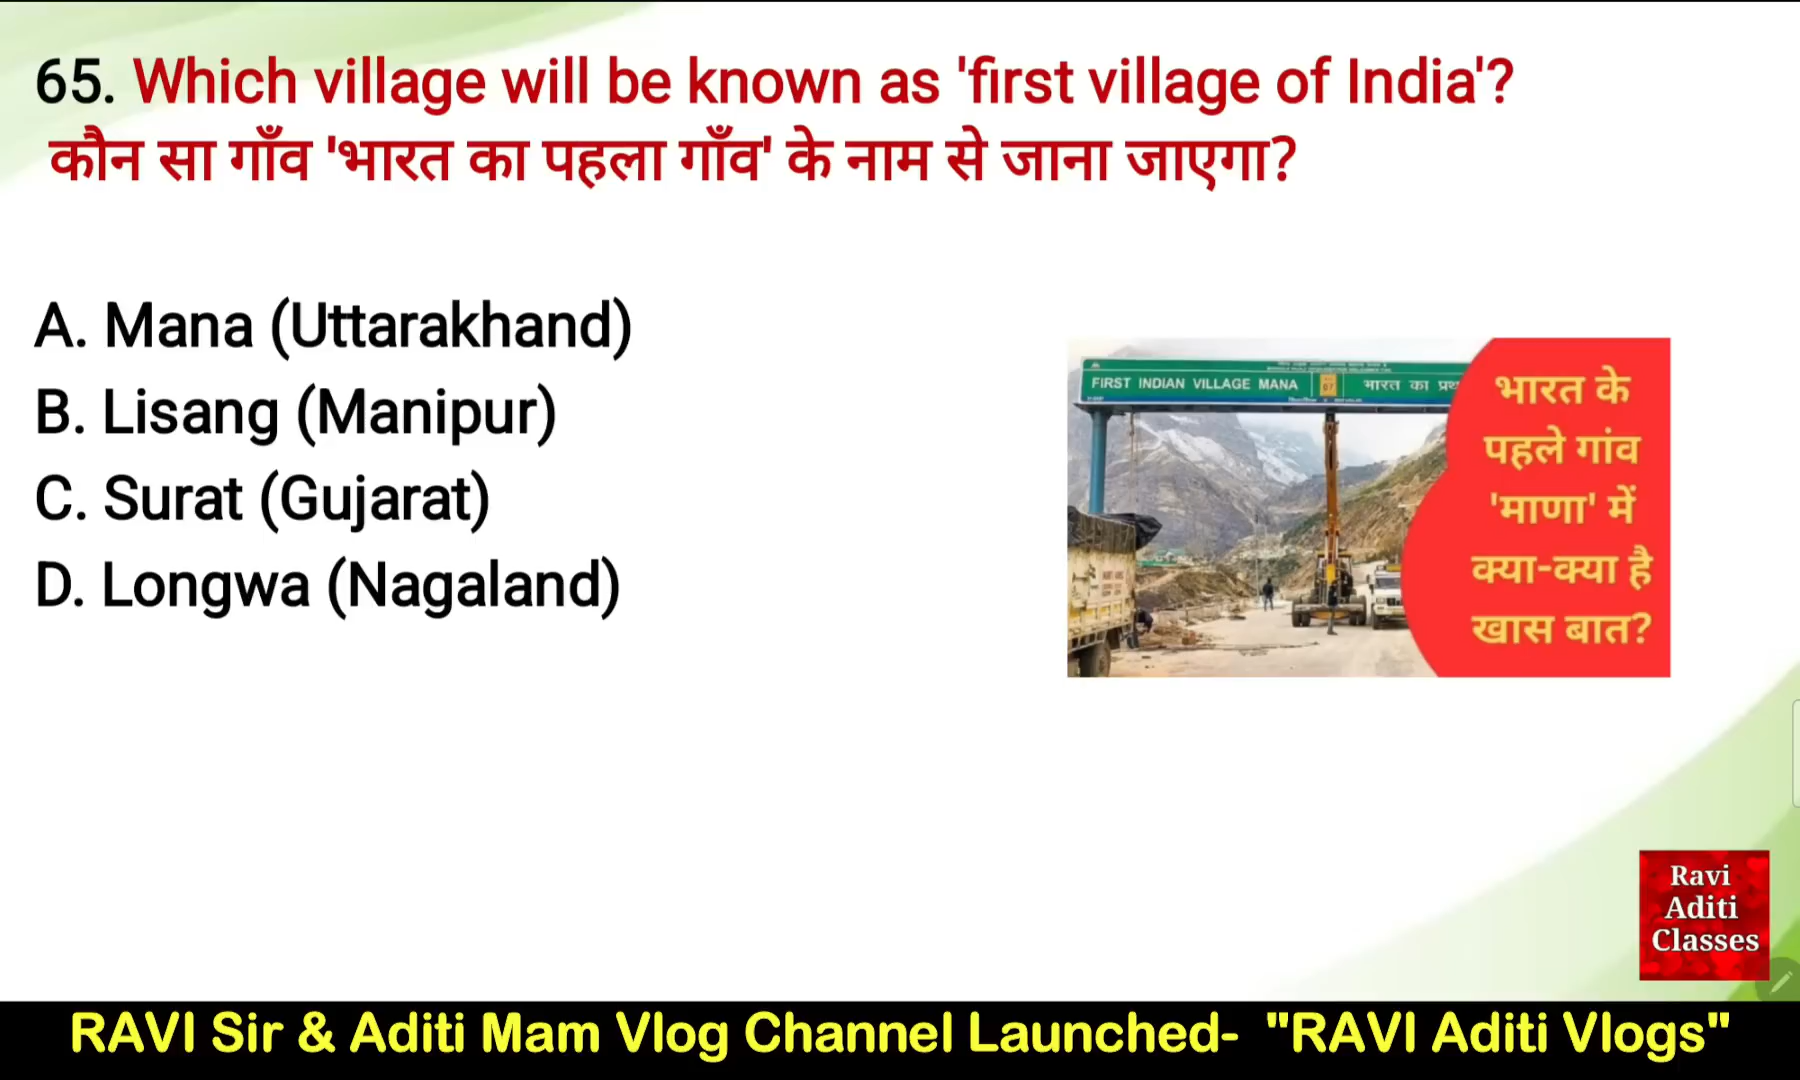 65. Which village will be known as 'first village of India'?
कौन सा गाँव 'भारत का पहला गाँव' के नाम से जाना जाएगा?
A. Mana (Uttarakhand)
B. Lisang (Manipur)
C. Surat (Gujarat)
D. Longwa (Nagaland)
FIRST INDIAN VILLAGE MANA
भारत का प्रथ
भारत के
पहले गांव
'माणा' में
क्या-क्या है
खास बात?
Ravi
Aditi
Classes
RAVI Sir & Aditi Mam Vlog Channel Launched- "RAVI Aditi Vlogs"